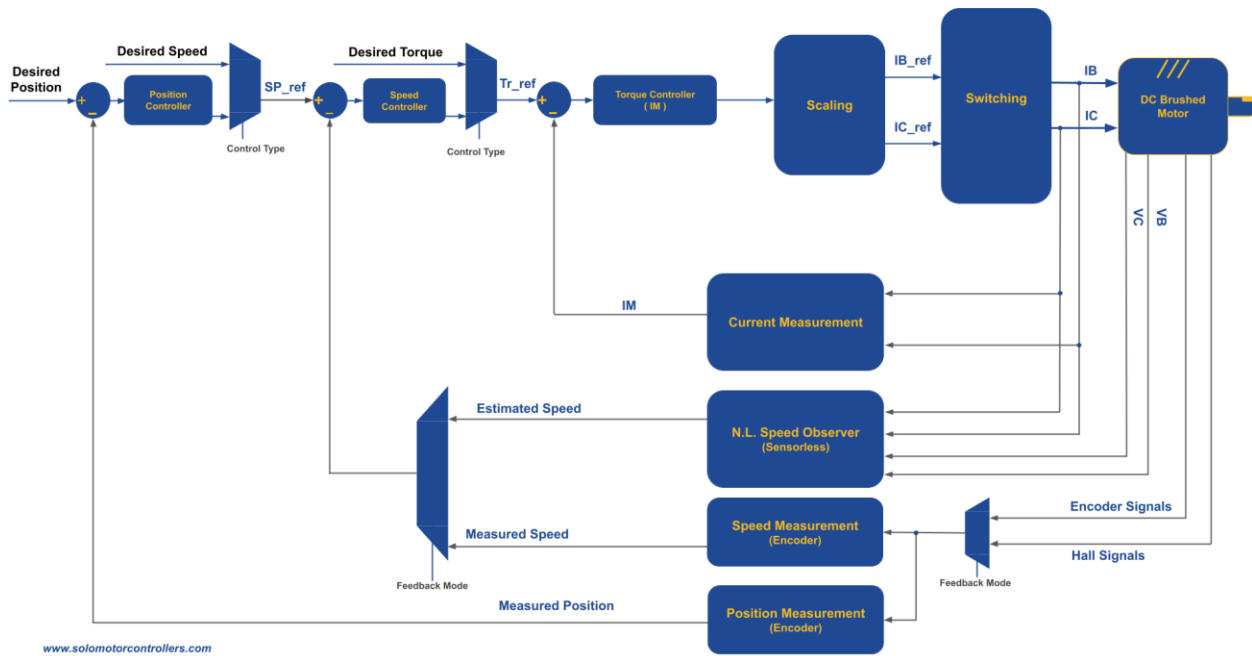 Desired Speed
Desired Torque
Desired
Position
SP_ref
Tr_ref
IB_ref
IB
+
−
Position
Controller
+
−
Speed
Controller
+
−
Torque Controller
( IM )
Scaling
Switching
DC Brushed
Motor
IC_ref
IC
Control Type
Control Type
VC
VB
IM
Current Measurement
Estimated Speed
N.L. Speed Observer
(Sensorless)
Encoder Signals
Measured Speed
Speed Measurement
(Encoder)
Hall Signals
Feedback Mode
Feedback Mode
Measured Position
Position Measurement
(Encoder)
www.solomotorcontrollers.com